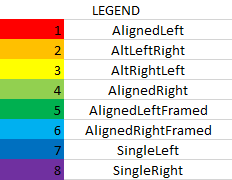 LEGEND
1 AlignedLeft
2 AltLeftRight
3 AltRightLeft
4 AlignedRight
5 AlignedLeftFramed
6 AlignedRightFramed
7 SingleLeft
8 SingleRight